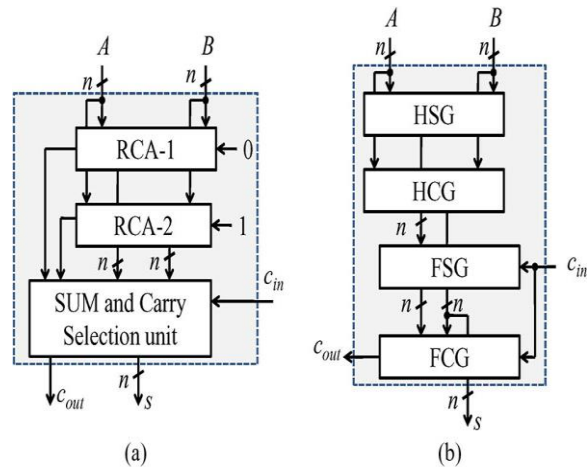 A B
n n
RCA-1
0
RCA-2
1
n n
SUM and Carry
Selection unit
c_in
c_out n s
(a)
A B
n n
HSG
HCG
n
FSG
c_in
n n
c_out
FCG
n
s
(b)